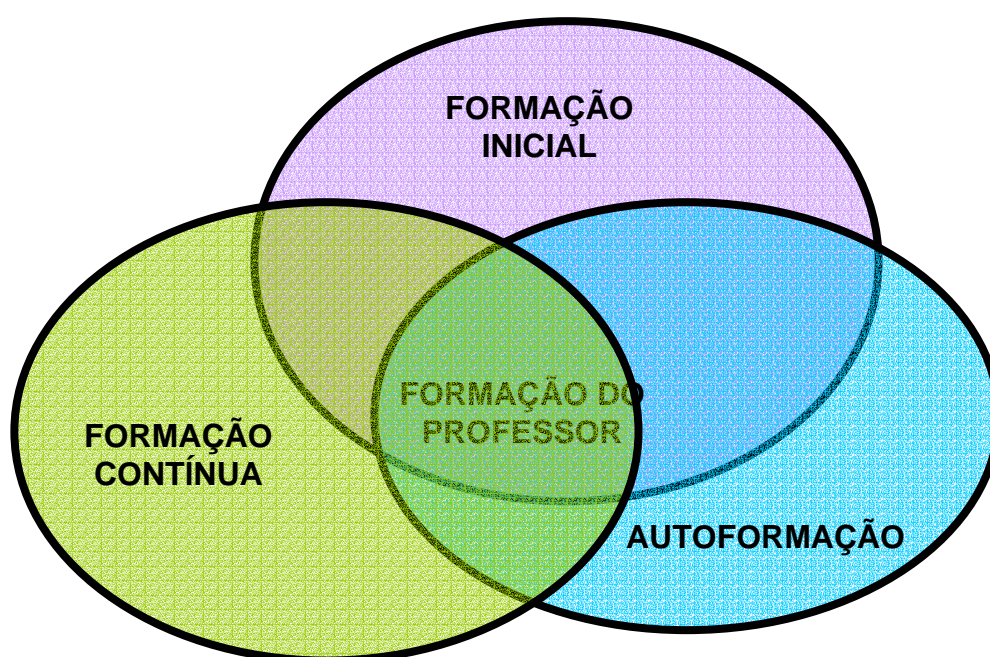 FORMAÇÃO
INICIAL
FORMAÇÃO DO
PROFESSOR
FORMAÇÃO
CONTÍNUA
AUTOFORMAÇÃO